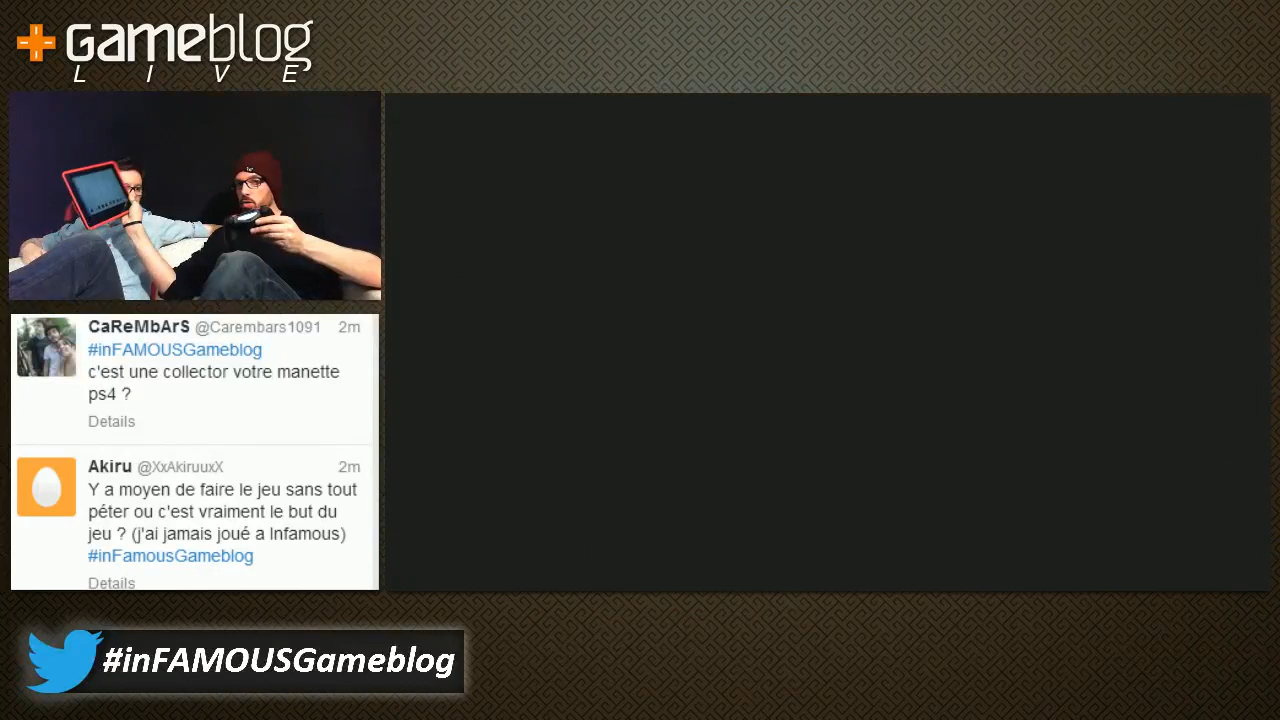 Gameblog
LIVE
CaReMbArS @Carembars1091 2m
#inFAMOUSGameblog
c'est une collector votre manette
ps4 ?
Details
Akiru @XxAkiruuxX 2m
Y a moyen de faire le jeu sans tout
péter ou c'est vraiment le but du
jeu ? (j'ai jamais joué a Infamous)
#inFamousGameblog
Details
#inFAMOUSGameblog